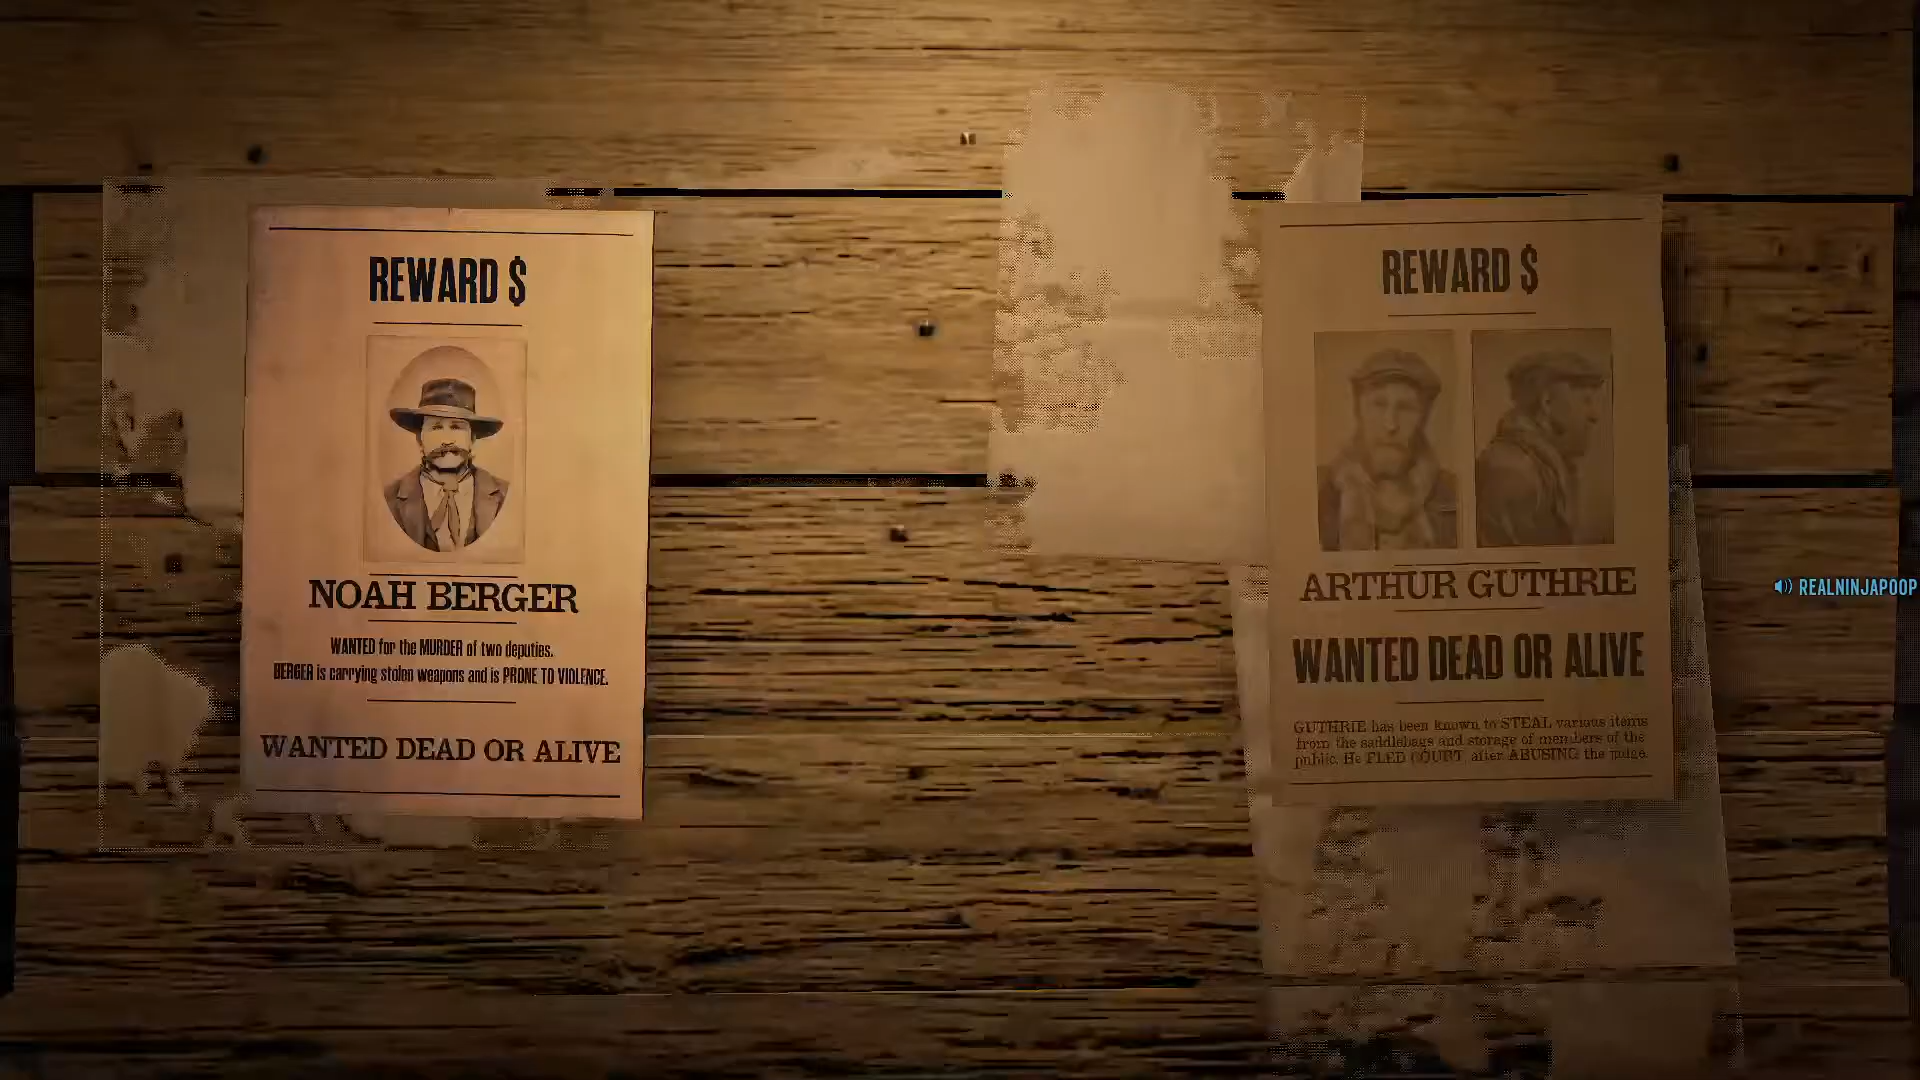 REWARD $
NOAH BERGER
WANTED for the MURDER of two deputies.
BERGER is carrying stolen weapons and is PRONE TO VIOLENCE.
WANTED DEAD OR ALIVE
REWARD $
ARTHUR GUTHRIE
WANTED DEAD OR ALIVE
GUTHRIE has been known to STEAL various items
from the saddlebags and storage of members of the
public. He FLED COURT after ABUSING the judge.
REALNINJAPOOP